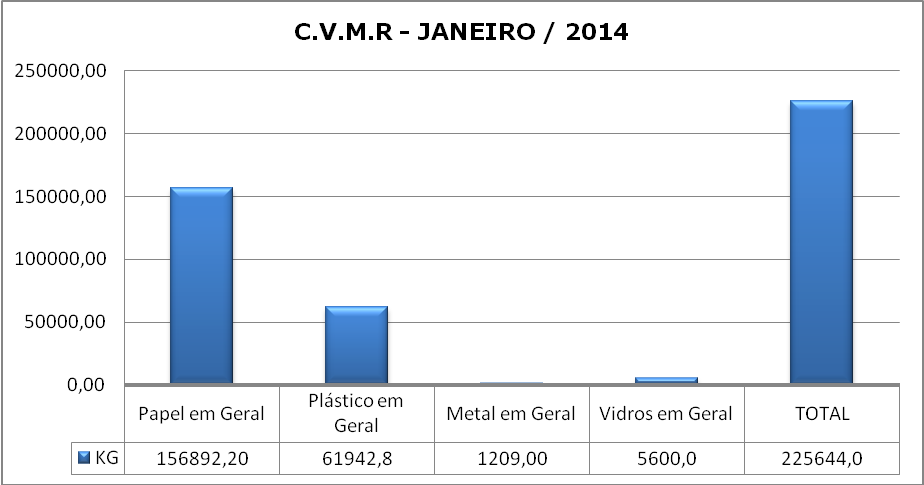 C.V.M.R - JANEIRO / 2014
250000,00
200000,00
150000,00
100000,00
50000,00
0,00
Papel em Geral
Plástico em
Geral
Metal em Geral
Vidros em Geral
TOTAL
KG 156892,20 61942,8 1209,00 5600,0 225644,0